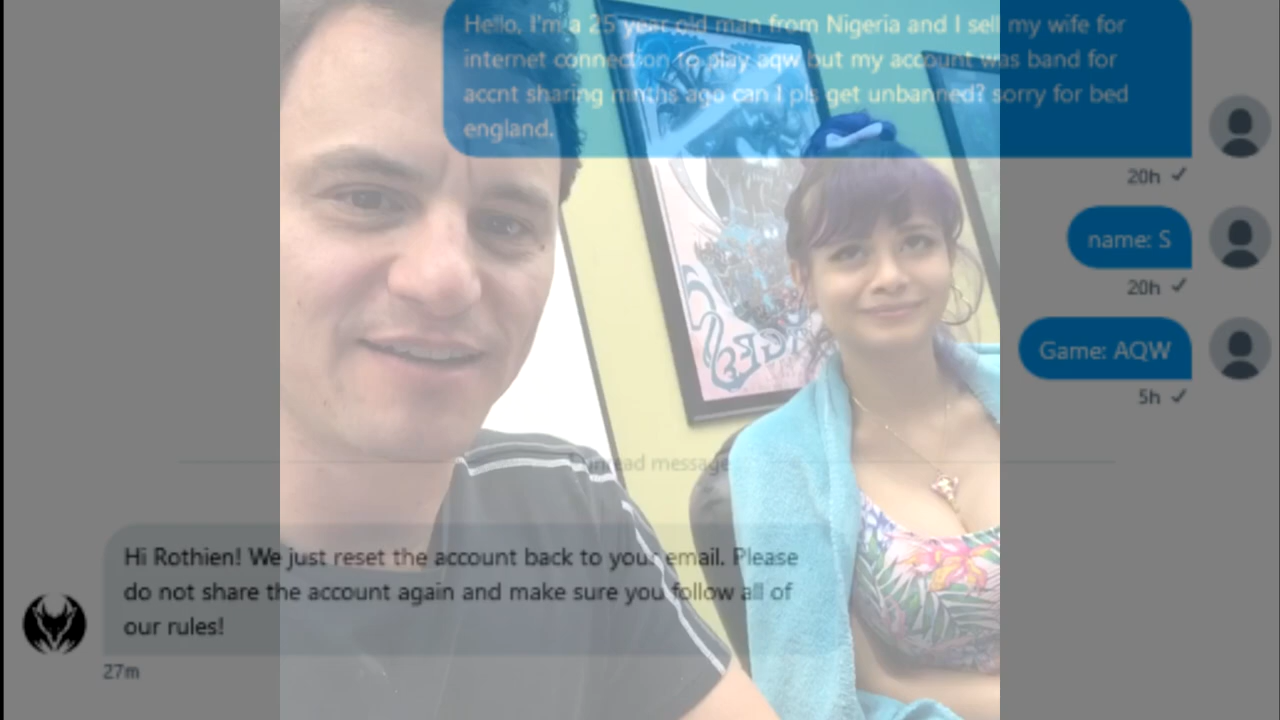 Hello, I'm a 25 year old man from Nigeria and I sell my wife for
internet connection to play aqw but my account was band for
accnt sharing mnths ago can I pls get unbanned? sorry for bed
england.
20h
name: S
20h
Game: AQW
5h
Unread message
Hi Rothien! We just reset the account back to your email. Please
do not share the account again and make sure you follow all of
our rules!
27m